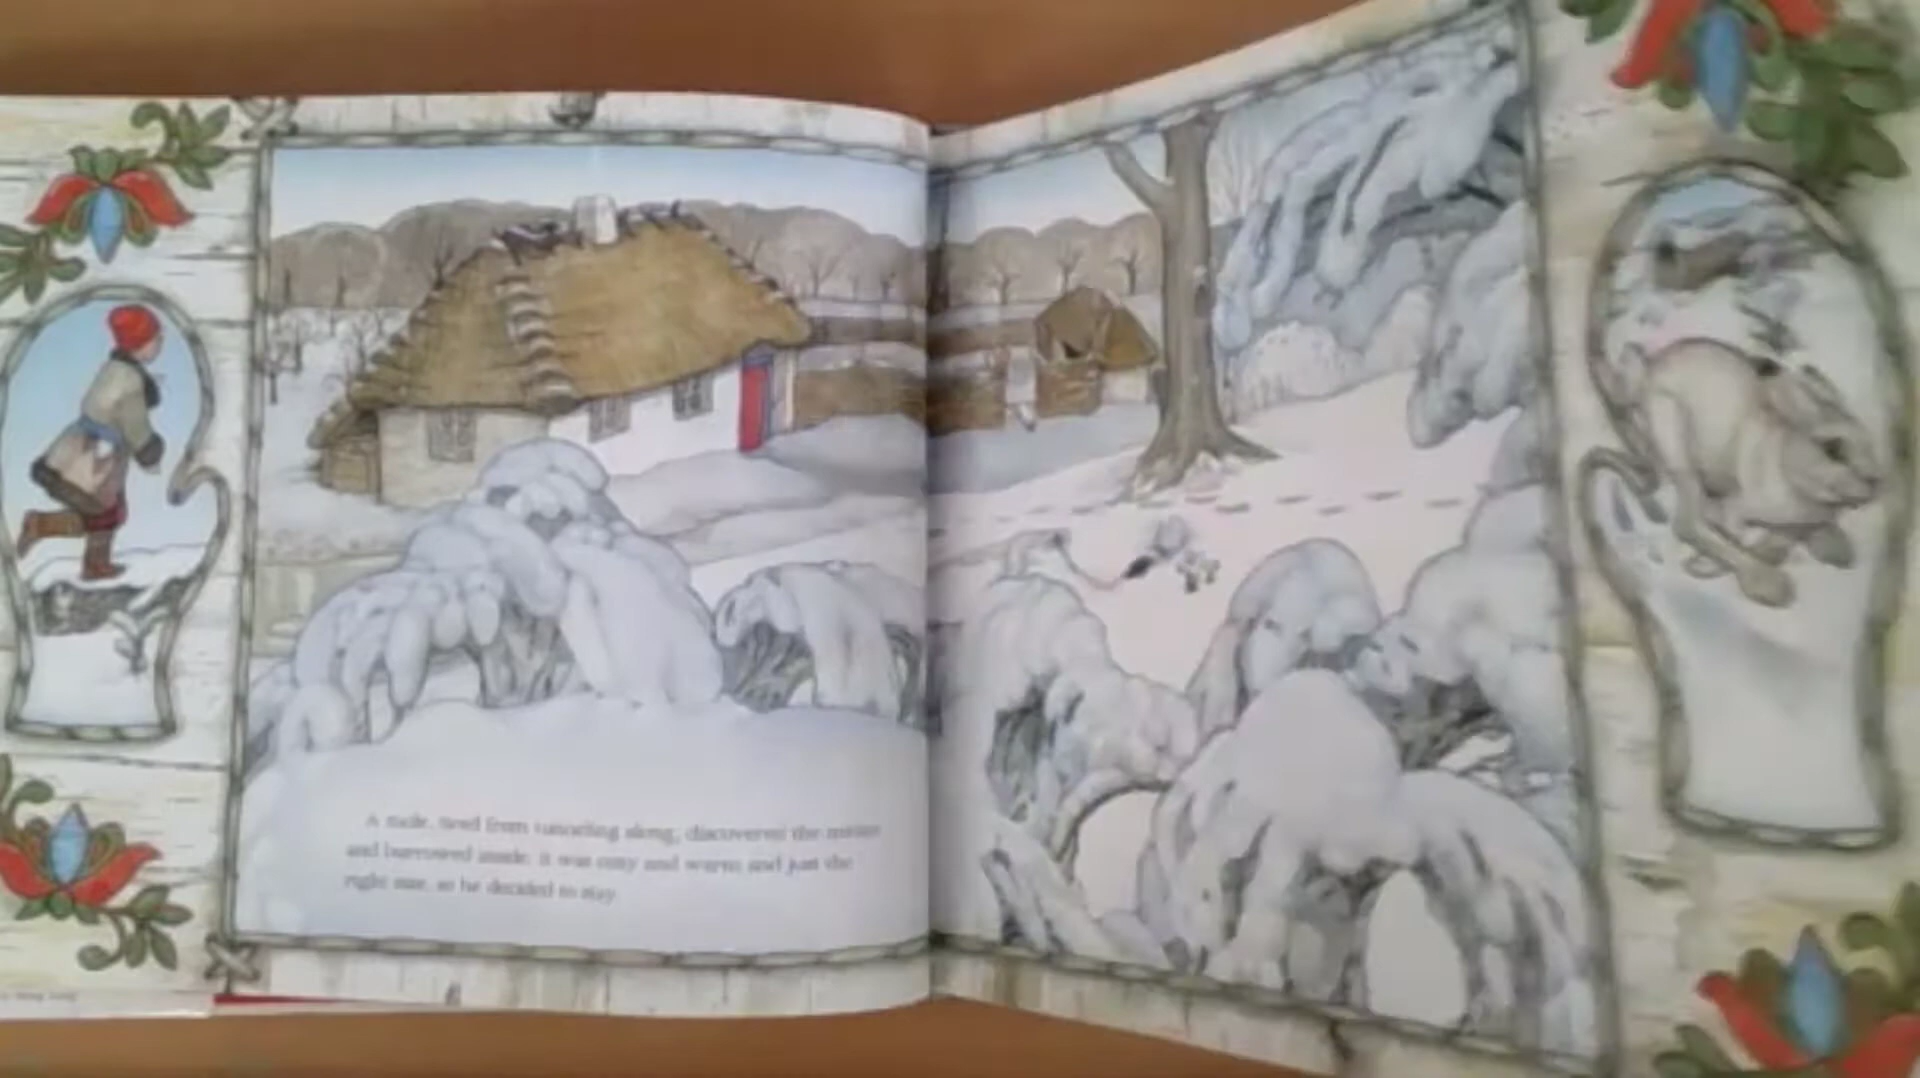 A mole, tired from tunneling along, discovered the mitten
and burrowed inside. It was cozy and warm and just the
right size, so he decided to stay.